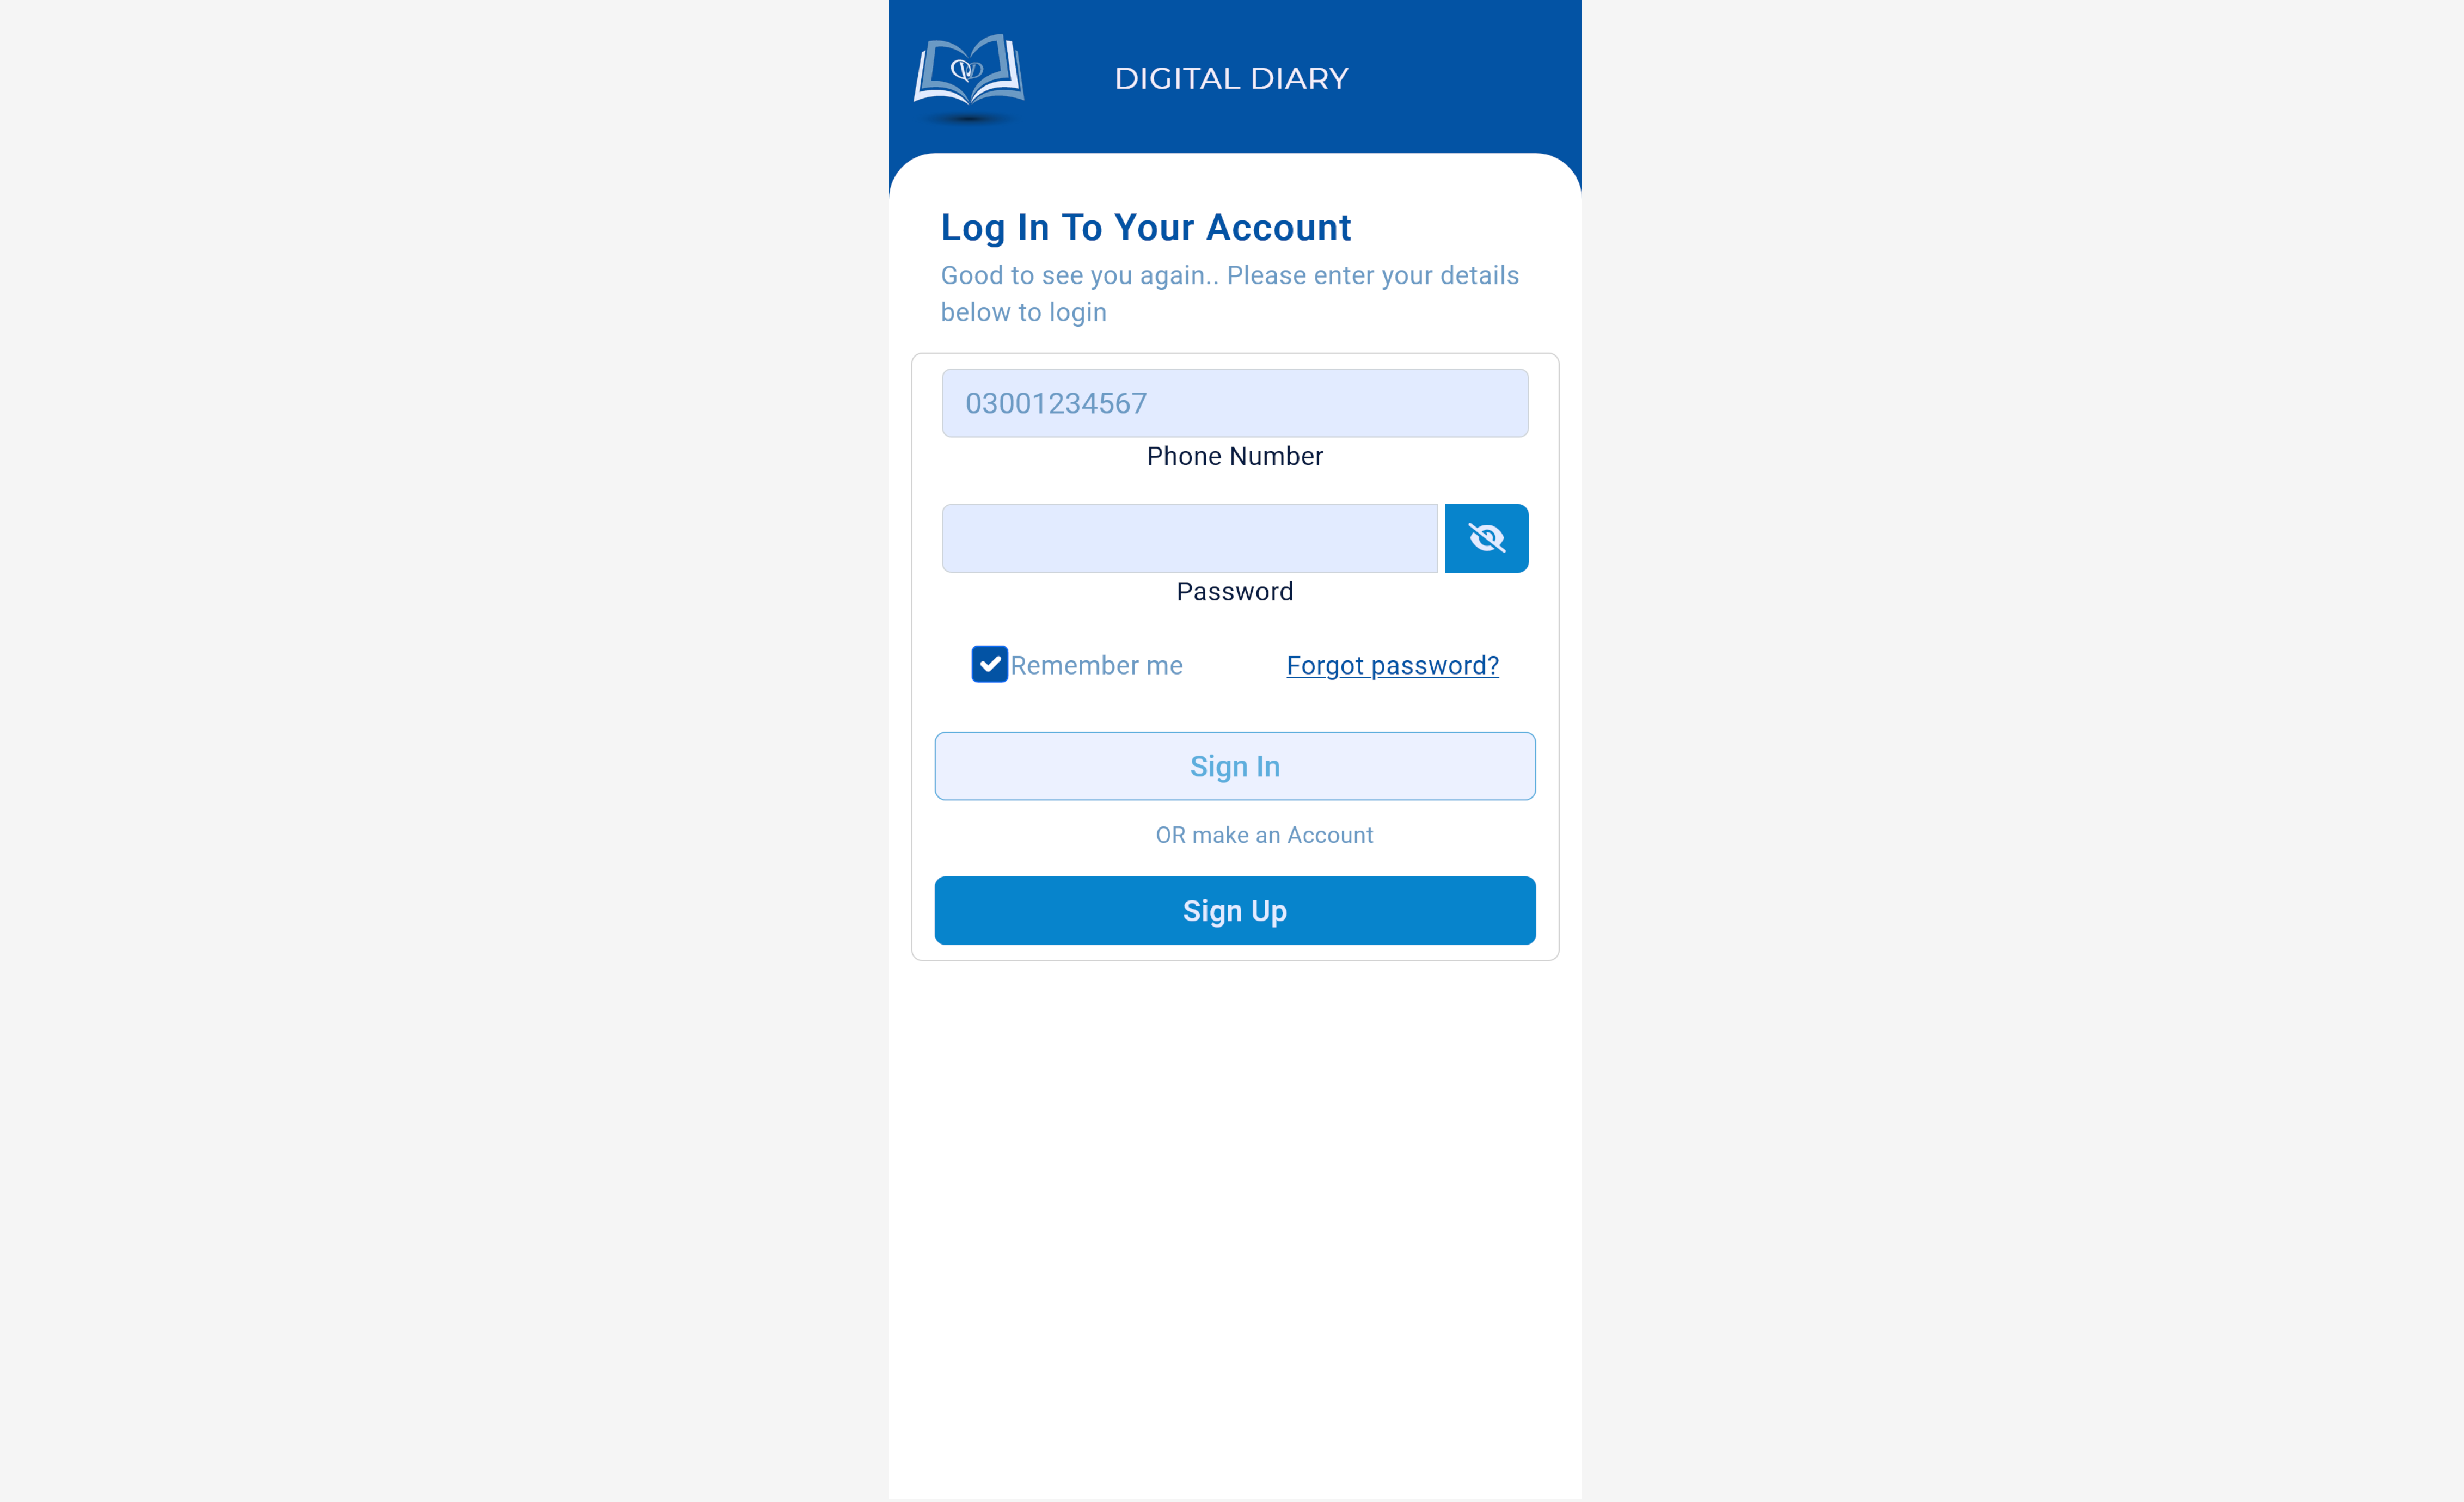 DIGITAL DIARY
Log In To Your Account
Good to see you again.. Please enter your details
below to login
03001234567
Phone Number
Password
Remember me
Forgot password?
Sign In
OR make an Account
Sign Up